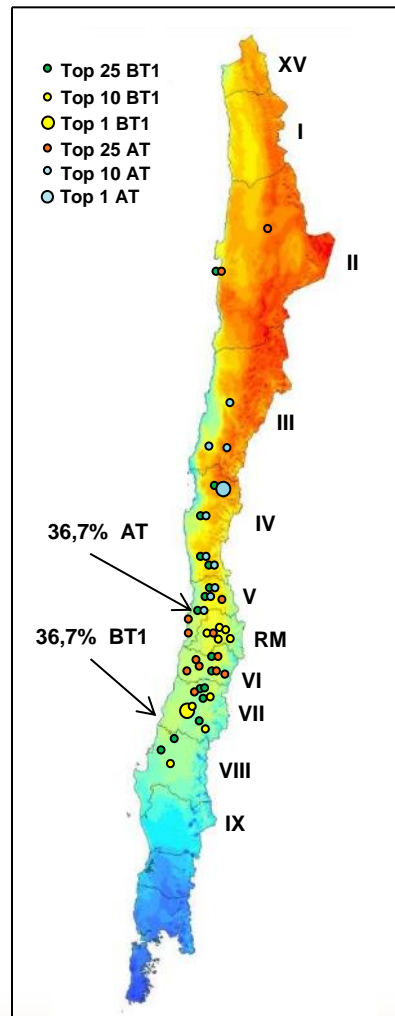 Top 25 BT1
Top 10 BT1
Top 1 BT1
Top 25 AT
Top 10 AT
Top 1 AT
XV
I
II
III
IV
36,7% AT
V
36,7% BT1
RM
VI
VII
VIII
IX